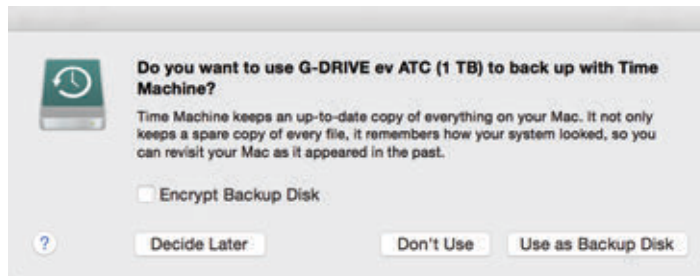 Do you want to use G-DRIVE ev ATC (1 TB) to back up with Time
Machine?
Time Machine keeps an up-to-date copy of everything on your Mac. It not only
keeps a spare copy of every file, it remembers how your system looked, so you
can revisit your Mac as it appeared in the past.
Encrypt Backup Disk
? Decide Later Don't Use Use as Backup Disk